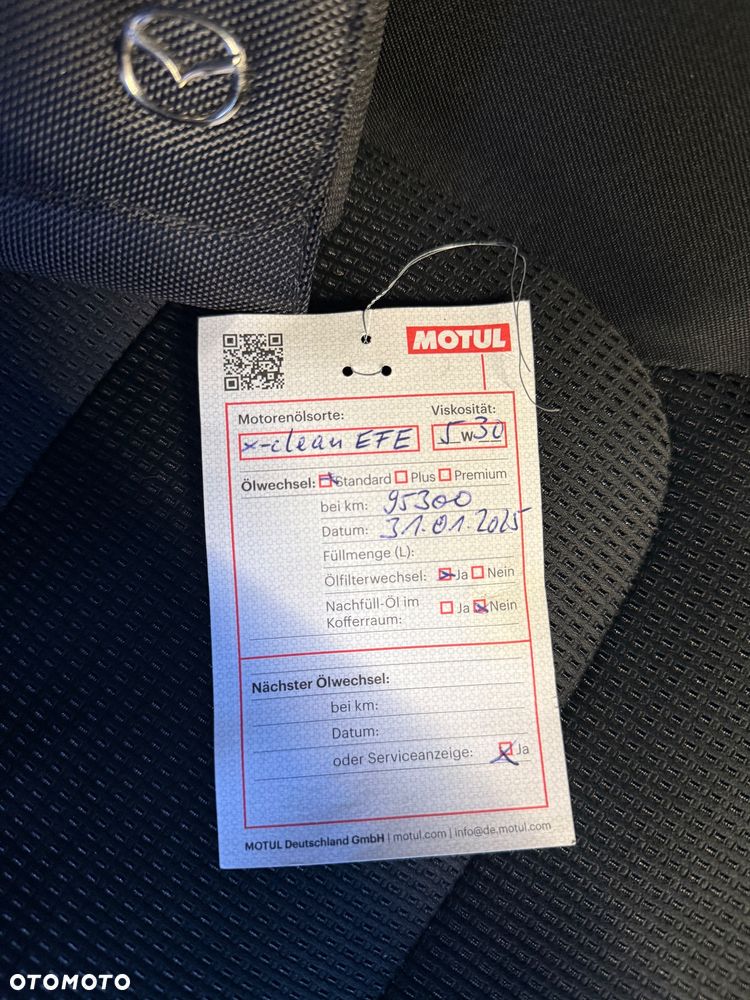 MOTUL
Motorenölsorte:
Viskosität:
x-clean EFE
5W30
Ölwechsel: Standard Plus Premium
bei km: 95300
Datum: 31.01.2025
Füllmenge (L):
Ölfilterwechsel: Ja Nein
Nachfüll-Öl im
Kofferraum: Ja Nein
Nächster Ölwechsel:
bei km:
Datum:
oder Serviceanzeige: Ja
MOTUL Deutschland GmbH | motul.com | info@de.motul.com
OTOMOTO